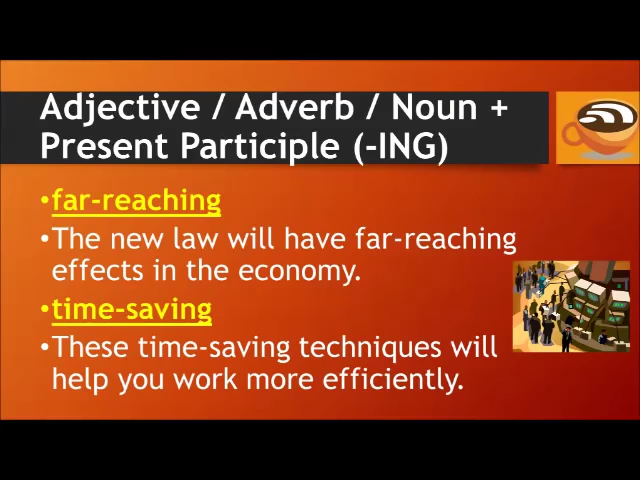 Adjective / Adverb / Noun +
Present Participle (-ING)
•far-reaching
•The new law will have far-reaching
effects in the economy.
•time-saving
•These time-saving techniques will
help you work more efficiently.